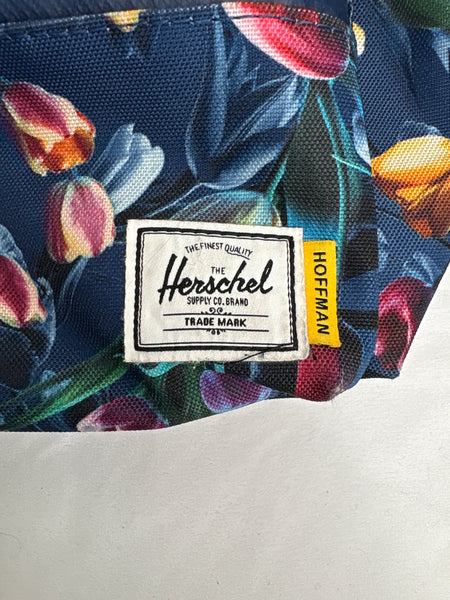 THE FINEST QUALITY
THE
Herschel
SUPPLY CO. BRAND
TRADE MARK
HOFFMAN